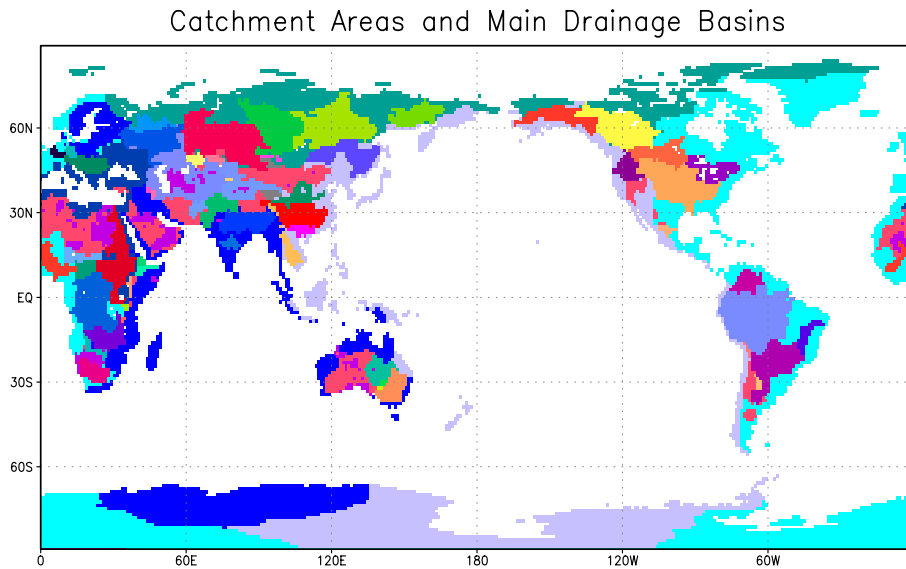 Catchment Areas and Main Drainage Basins
60N
30N
EQ
30S
60S
0
60E
120E
180
120W
60W